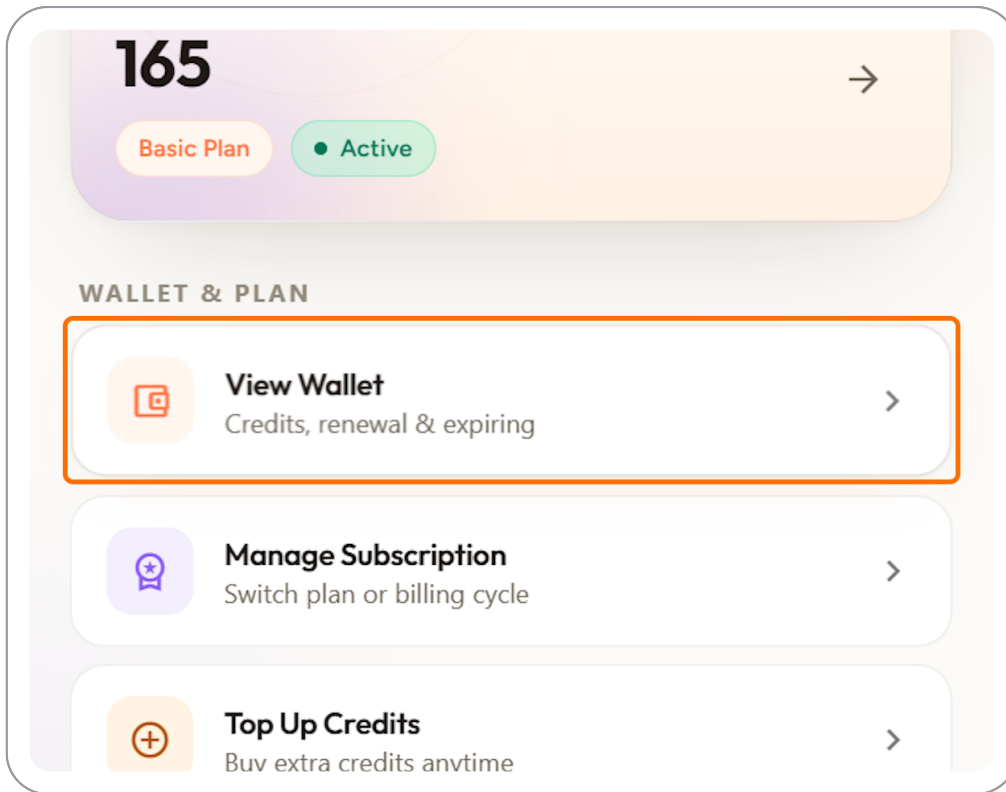 165
Basic Plan
Active
WALLET & PLAN
View Wallet
Credits, renewal & expiring
Manage Subscription
Switch plan or billing cycle
Top Up Credits
Buy extra credits anytime